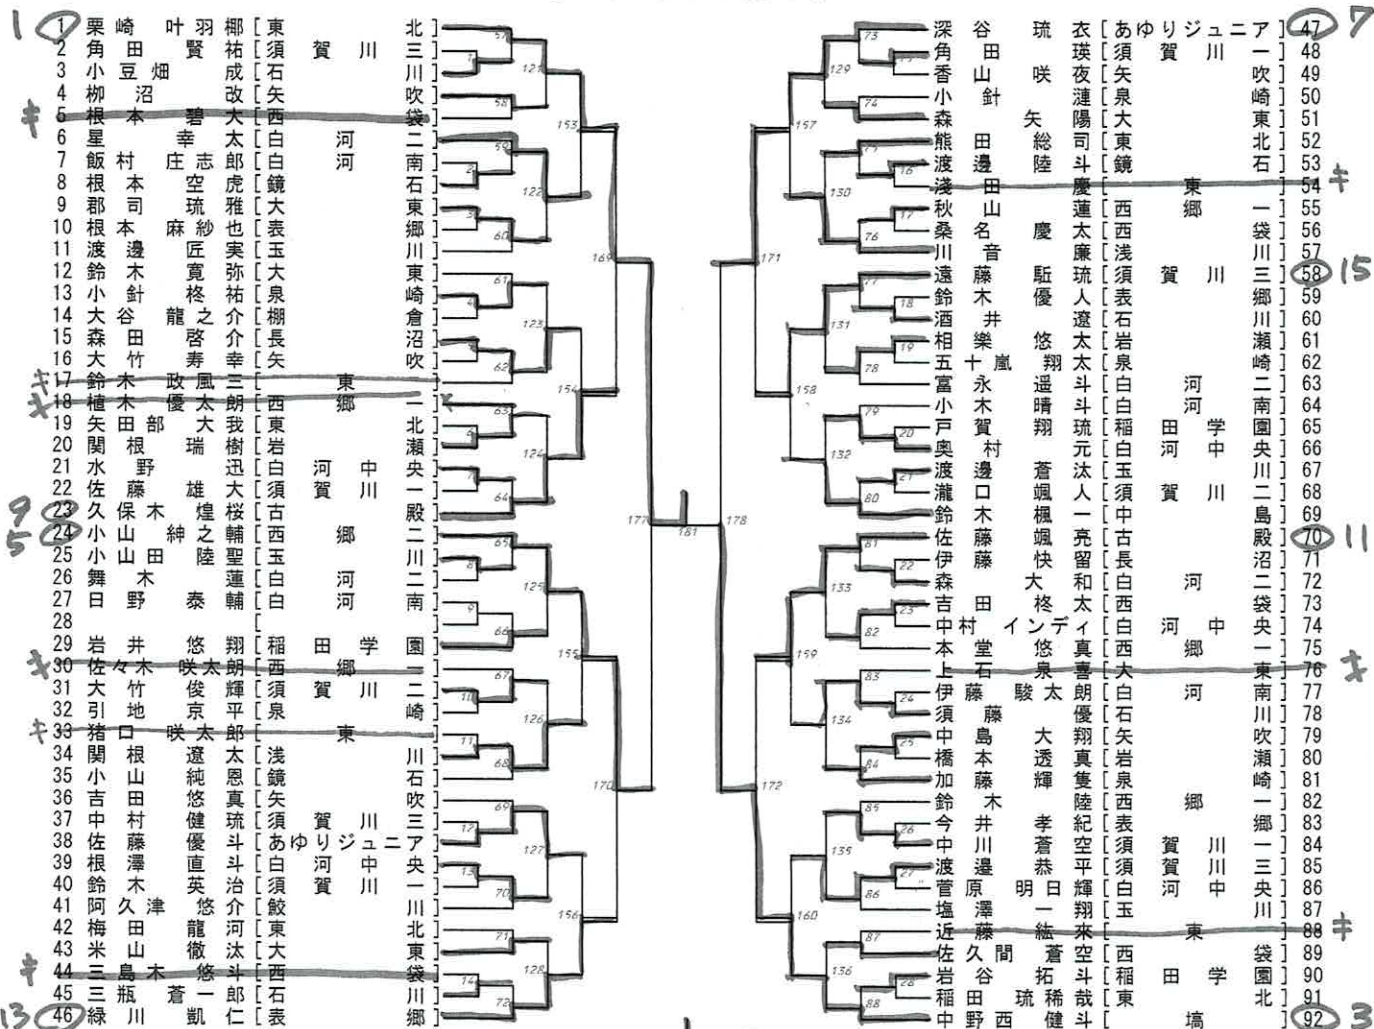 1 1 栗崎 叶羽椰 [東北]
2 角田 賢祐 [須賀川三]
3 小豆畑 成 [石川]
4 柳沼 改 [矢吹]
キ 5 根本 碧大 [西袋]
6 星 幸太 [白河二]
7 飯村 庄志郎 [白河南]
8 根本 空虎 [鏡石]
9 郡司 琉雅 [大東]
10 根本 麻紗也 [表郷]
11 渡邊 匠実 [玉川]
12 鈴木 寛弥 [大東]
13 小針 柊祐 [泉崎]
14 大谷 龍之介 [棚倉]
15 森田 啓介 [長沼]
16 大竹 寿幸 [矢吹]
キ 17 鈴木 政風三 [東]
キ 18 植木 優太朗 [西郷一]
19 矢田部 大我 [東北]
20 関根 瑞樹 [岩瀬]
21 水野 迅 [白河中央]
22 佐藤 雄大 [須賀川一]
9 23 久保木 煌桜 [古殿]
5 24 小山 紳之輔 [西郷二]
25 小山田 陸聖 [玉川]
26 舞木 蓮 [白河二]
27 日野 泰輔 [白河南]
28 [ ]
29 岩井 悠翔 [稲田学園]
キ 30 佐々木 咲太朗 [西郷一]
31 大竹 俊輝 [須賀川二]
32 引地 京平 [泉崎]
キ 33 猪口 咲太郎 [東]
34 関根 遼太 [浅川]
35 小山 純恩 [鏡石]
36 吉田 悠真 [矢吹]
37 中村 健琉 [須賀川三]
38 佐藤 優斗 [あゆりジュニア]
39 根澤 直斗 [白河中央]
40 鈴木 英治 [須賀川一]
41 阿久津 悠介 [鮫川]
42 梅田 龍河 [東北]
43 米山 徹汰 [大東]
キ 44 三島木 悠斗 [西袋]
45 三瓶 蒼一郎 [石川]
13 46 緑川 凱仁 [表郷]
深谷 琉衣 [あゆりジュニア] 47 7
角田 瑛 [須賀川一] 48
香山 咲夜 [矢吹] 49
小針 漣 [泉崎] 50
森 矢陽 [大東] 51
熊田 総司 [東北] 52
渡邊 陸斗 [鏡石] 53
淺田 慶 [東] 54 キ
秋山 蓮 [西郷一] 55
桑名 慶太 [西袋] 56
川音 廉 [浅川] 57
遠藤 駈琉 [須賀川三] 58 15
鈴木 優人 [表郷] 59
酒井 遼 [石川] 60
相樂 悠太 [岩瀬] 61
五十嵐 翔太 [泉崎] 62
富永 遥斗 [白河二] 63
小木 晴斗 [白河南] 64
戸賀 翔琉 [稲田学園] 65
奥村 元 [白河中央] 66
渡邊 蒼汰 [玉川] 67
瀧口 颯人 [須賀川二] 68
鈴木 楓一 [中島] 69
佐藤 颯亮 [古殿] 70 11
伊藤 快留 [長沼] 71
森 大和 [白河二] 72
吉田 柊太 [西袋] 73
中村 インディ [白河中央] 74
本堂 悠真 [西郷一] 75
上石 泉喜 [大東] 76 キ
伊藤 駿太朗 [白河南] 77
須藤 優 [石川] 78
中島 大翔 [矢吹] 79
橋本 透真 [岩瀬] 80
加藤 輝隼 [泉崎] 81
鈴木 陸 [西郷一] 82
今井 孝紀 [表郷] 83
中川 蒼空 [須賀川一] 84
渡邉 恭平 [須賀川三] 85
菅原 明日輝 [白河中央] 86
塩澤 一翔 [玉川] 87
近藤 紘來 [東] 88 キ
佐久間 蒼空 [西袋] 89
岩谷 拓斗 [稲田学園] 90
稲田 琉稀哉 [東北] 91
中野西 健斗 [塙] 92 3